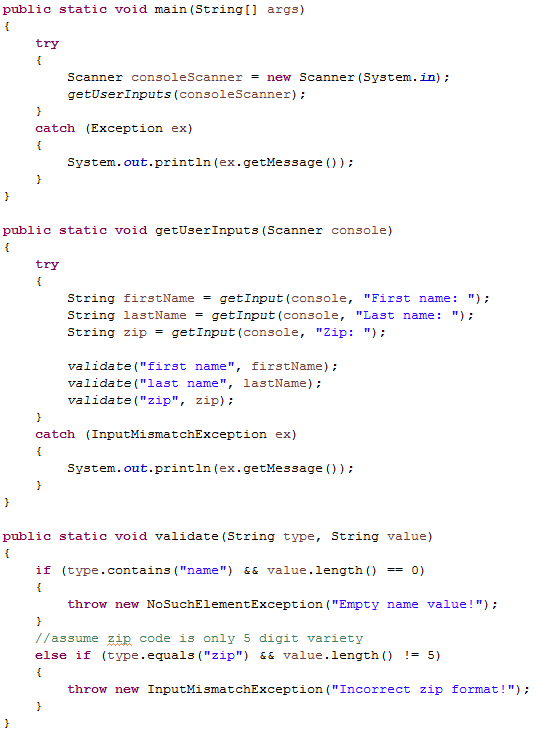 public static void main(String[] args)
{
    try
    {
        Scanner consoleScanner = new Scanner(System.in);
        getUserInputs(consoleScanner);
    }
    catch (Exception ex)
    {
        System.out.println(ex.getMessage());
    }
}

public static void getUserInputs(Scanner console)
{
    try
    {
        String firstName = getInput(console, "First name: ");
        String lastName = getInput(console, "Last name: ");
        String zip = getInput(console, "Zip: ");

        validate("first name", firstName);
        validate("last name", lastName);
        validate("zip", zip);
    }
    catch (InputMismatchException ex)
    {
        System.out.println(ex.getMessage());
    }
}

public static void validate(String type, String value)
{
    if (type.contains("name") && value.length() == 0)
    {
        throw new NoSuchElementException("Empty name value!");
    }
    //assume zip code is only 5 digit variety
    else if (type.equals("zip") && value.length() != 5)
    {
        throw new InputMismatchException("Incorrect zip format!");
    }
}